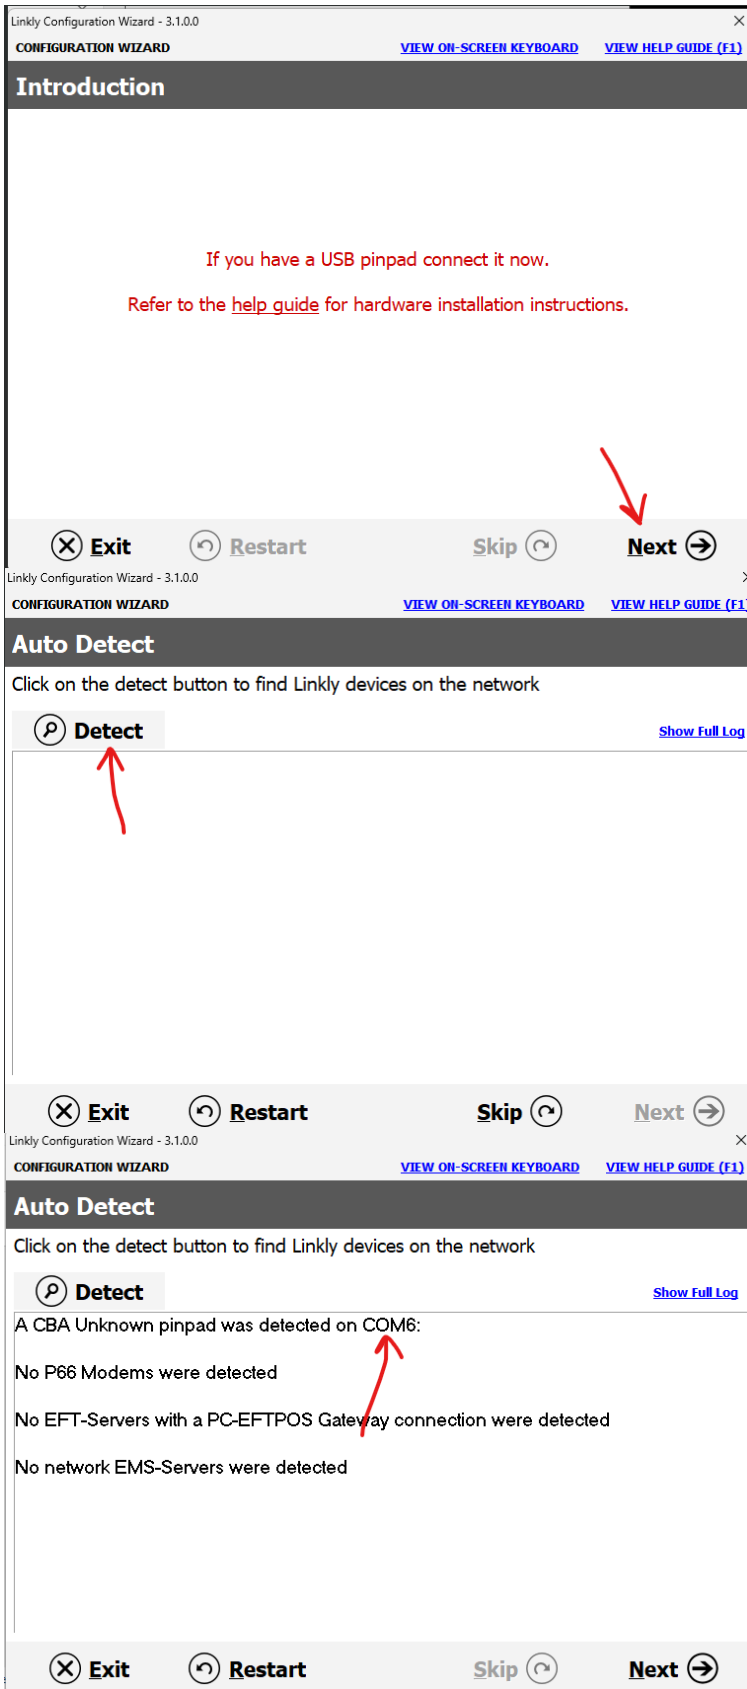 Linkly Configuration Wizard - 3.1.0.0
CONFIGURATION WIZARD VIEW ON-SCREEN KEYBOARD VIEW HELP GUIDE (F1)
Introduction
If you have a USB pinpad connect it now.
Refer to the help guide for hardware installation instructions.
Exit Restart Skip Next
Linkly Configuration Wizard - 3.1.0.0
CONFIGURATION WIZARD VIEW ON-SCREEN KEYBOARD VIEW HELP GUIDE (F1)
Auto Detect
Click on the detect button to find Linkly devices on the network
Detect Show Full Log
Exit Restart Skip Next
Linkly Configuration Wizard - 3.1.0.0
CONFIGURATION WIZARD VIEW ON-SCREEN KEYBOARD VIEW HELP GUIDE (F1)
Auto Detect
Click on the detect button to find Linkly devices on the network
Detect Show Full Log
A CBA Unknown pinpad was detected on COM6:
No P66 Modems were detected
No EFT-Servers with a PC-EFTPOS Gateway connection were detected
No network EMS-Servers were detected
Exit Restart Skip Next